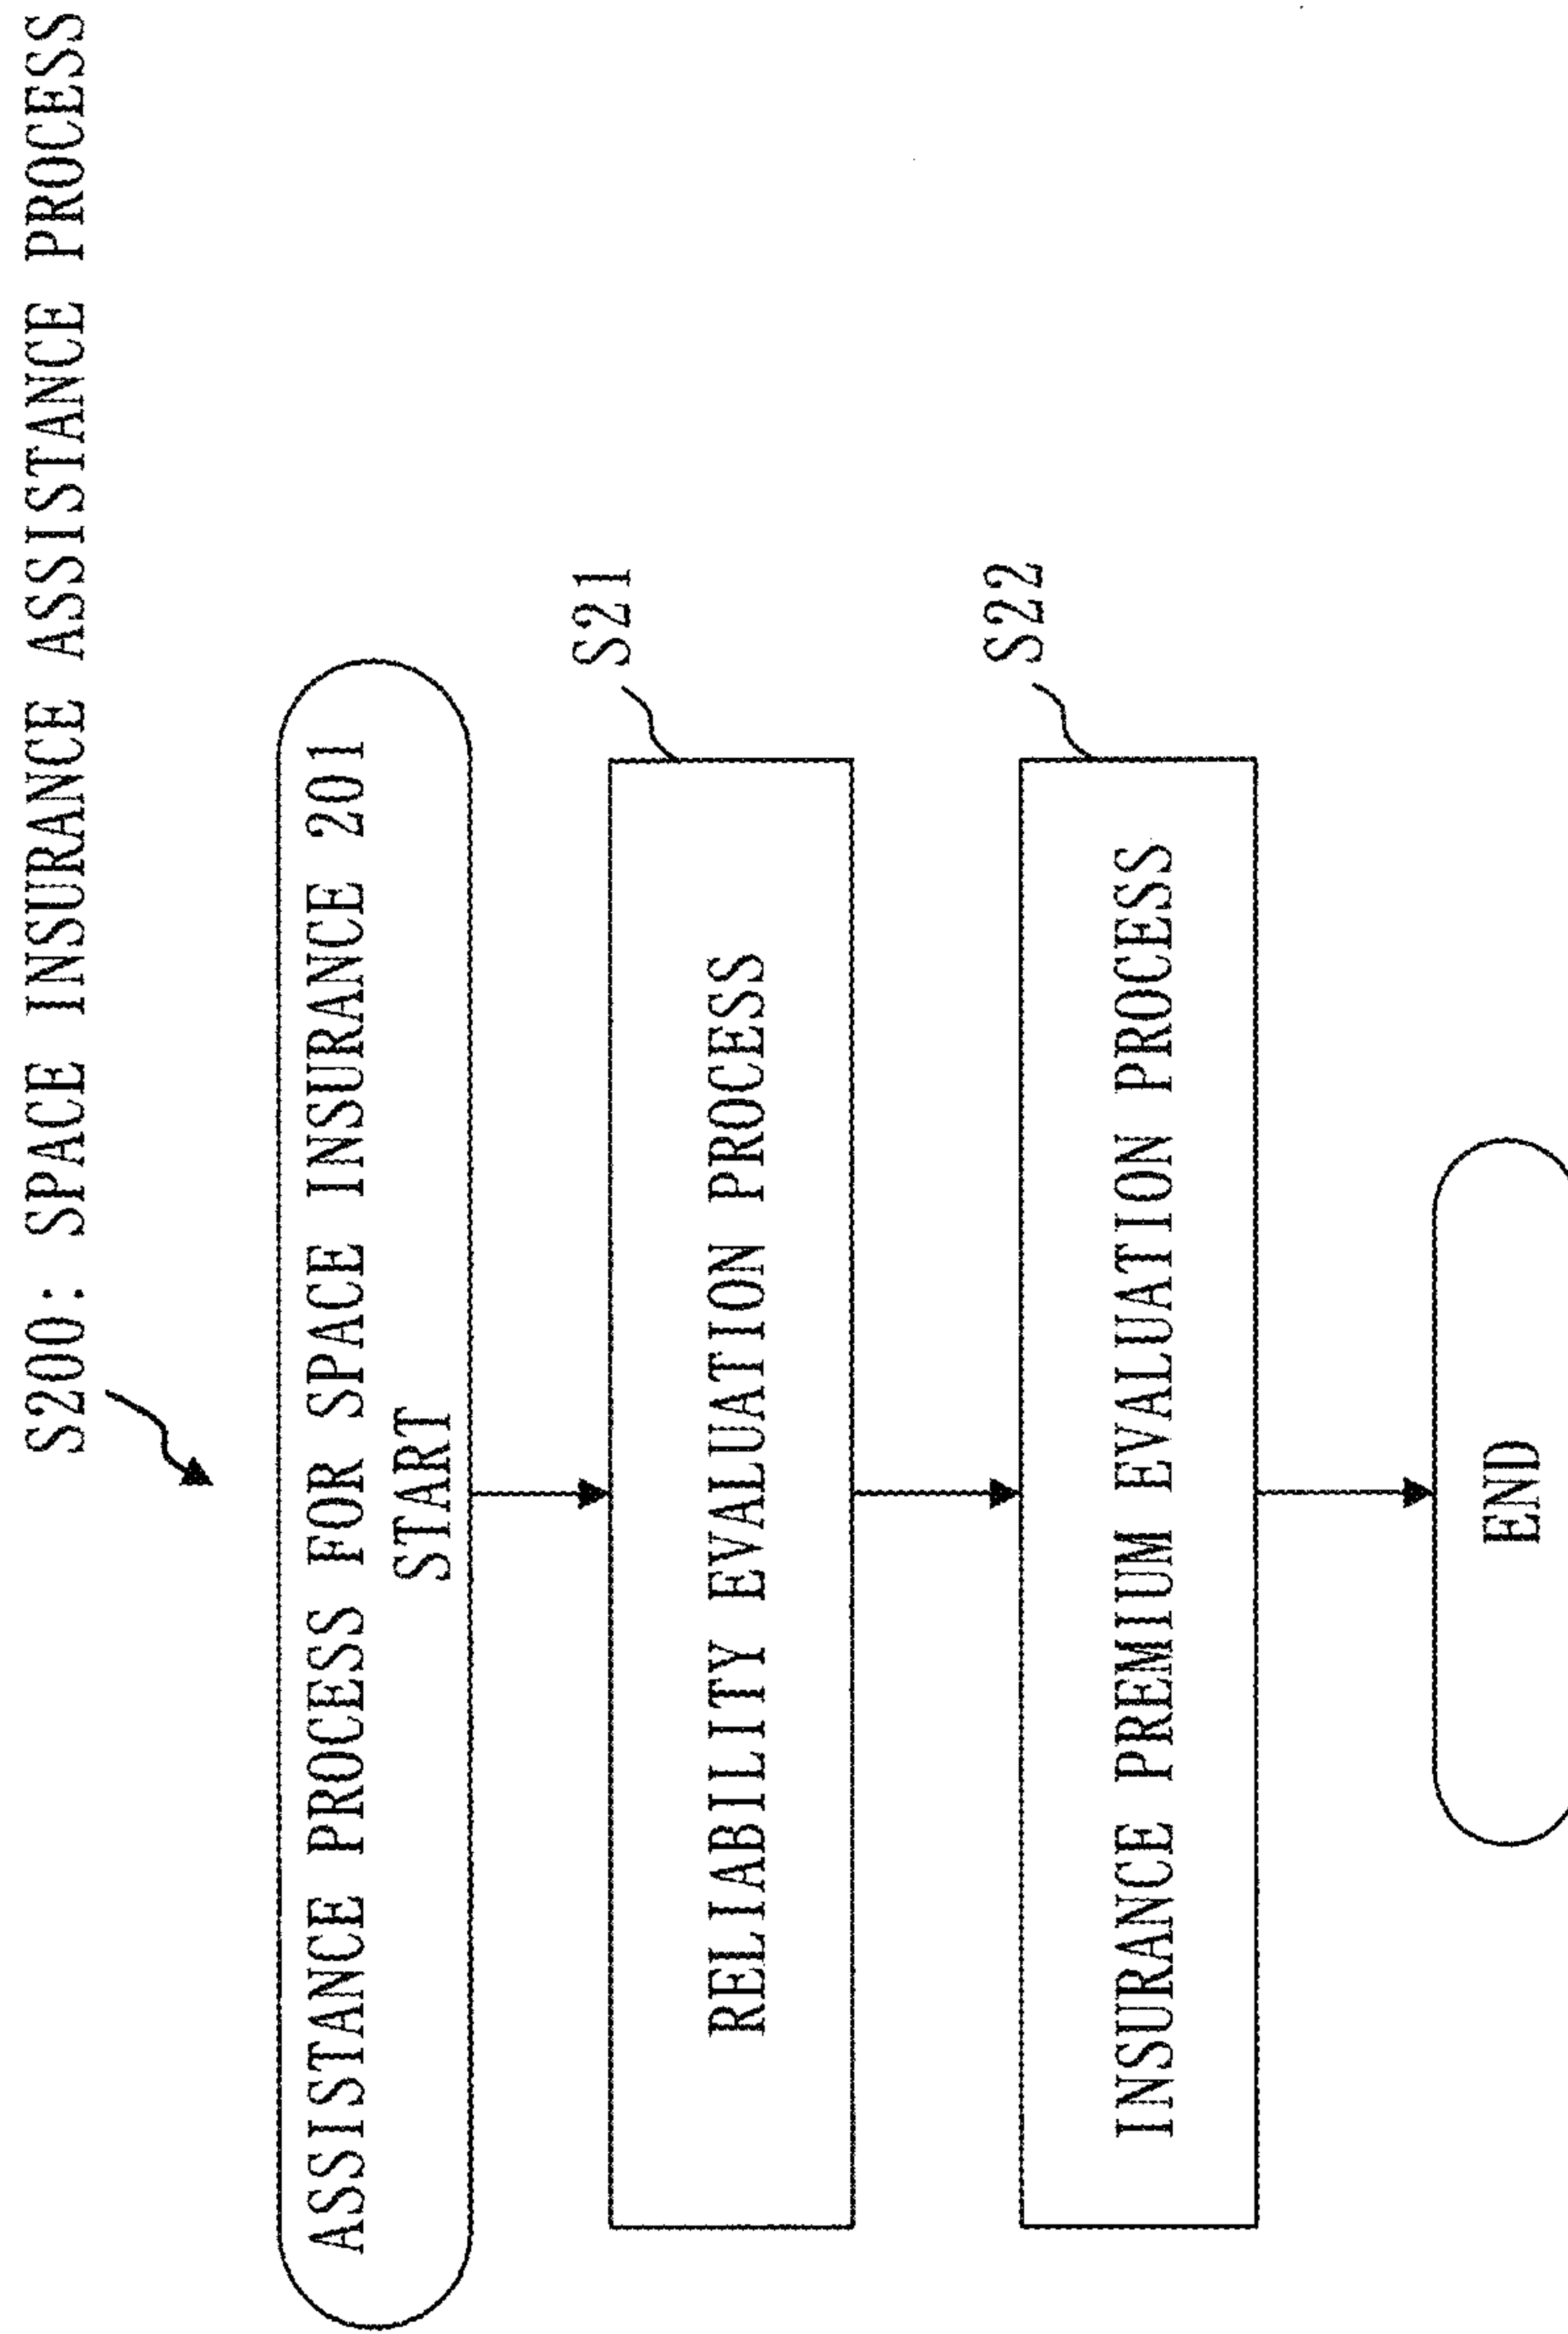 S200: SPACE INSURANCE ASSISTANCE PROCESS
ASSISTANCE PROCESS FOR SPACE INSURANCE 201
START
S21
RELIABILITY EVALUATION PROCESS
S22
INSURANCE PREMIUM EVALUATION PROCESS
END